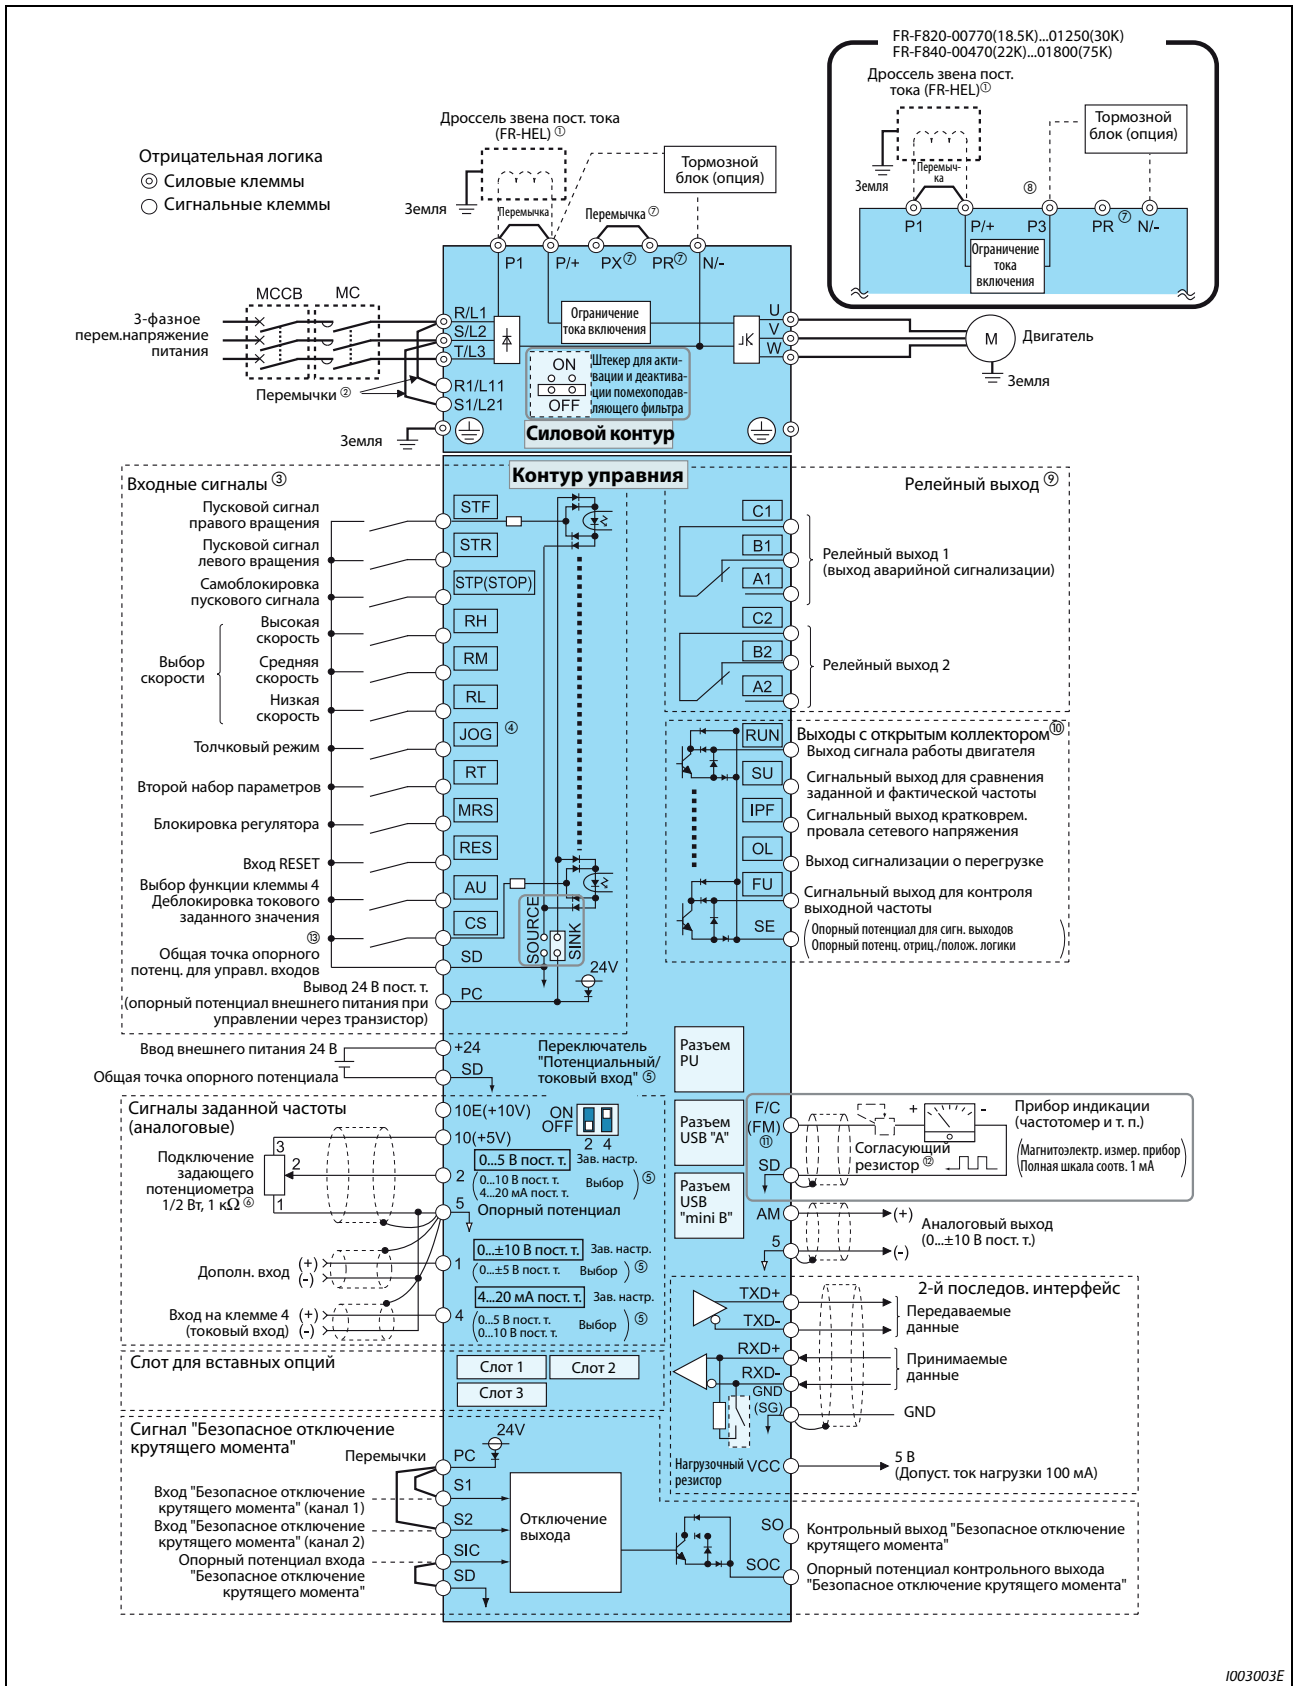 FR-F820-00770(18.5K)...01250(30K)
FR-F840-00470(22K)...01800(75K)
Дроссель звена пост.
тока (FR-HEL)①
Тормозной
блок (опция)
Перемыч-
ка
Земля
⑧
P1
P/+
P3
PR ⑦
N/-
Ограничение
тока
включения
Дроссель звена пост. тока
(FR-HEL) ①
Тормозной
блок (опция)
Отрицательная логика
Силовые клеммы
Сигнальные клеммы
Земля
Перемычка
Перемычка ⑦
P1
P/+
PX⑦
PR⑦
N/-
MCCB
MC
3-фазное
перем.напряжение
питания
R/L1
S/L2
T/L3
R1/L11
S1/L21
Перемычки ②
Земля
Ограничение
тока включения
ON
OFF
Штекер для акти-
вации и деактива-
ции помехоподав-
ляющего фильтра
U
V
W
M
Двигатель
Земля
Силовой контур
Контур управния
Входные сигналы ③
Пусковой сигнал
правого вращения
STF
Пусковой сигнал
левого вращения
STR
Самоблокировка
пускового сигнала
STP(STOP)
Выбор
скорости
Высокая
скорость
RH
Средняя
скорость
RM
Низкая
скорость
RL
Толчковый режим
JOG ④
Второй набор параметров
RT
Блокировка регулятора
MRS
Вход RESET
RES
Выбор функции клеммы 4
Деблокировка токового
заданного значения
AU
⑬
CS
Общая точка опорного
потенц. для управл. входов
SD
Вывод 24 В пост. т.
(опорный потенциал внешнего питания при
управлении через транзистор)
PC
SOURCE
SINK
24V
Релейный выход ⑨
C1
B1
A1
Релейный выход 1
(выход аварийной сигнализации)
C2
B2
A2
Релейный выход 2
Выходы с открытым коллектором⑩
RUN
Выход сигнала работы двигателя
SU
Сигнальный выход для сравнения
заданной и фактической частоты
IPF
Сигнальный выход кратковрем.
провала сетевого напряжения
OL
Выход сигнализации о перегрузке
FU
Сигнальный выход для контроля
выходной частоты
SE
(Опорный потенциал для сигн. выходов
Опорный потенц. отриц./полож. логики)
Ввод внешнего питания 24 В
+24
Общая точка опорного потенциала
SD
Переключатель
"Потенциальный/
токовый вход" ⑤
Разъем
PU
Разъем
USB "A"
Разъем
USB
"mini B"
Сигналы заданной частоты
(аналоговые)
10E(+10V)
10(+5V)
ON
OFF
2 4
Подключение
задающего
потенциометра
1/2 Вт, 1 кΩ ⑥
3
2
1
2
0...5 В пост. т. Зав. настр.
(0...10 В пост. т.
4...20 мА пост. т. Выбор) ⑤
5
Опорный потенциал
Дополн. вход
(+)
(-)
1
0...±10 В пост. т. Зав. настр.
(0...±5 В пост. т. Выбор) ⑤
Вход на клемме 4
(токовый вход)
(+)
(-)
4
4...20 мА пост. т. Зав. настр.
(0...5 В пост. т.
0...10 В пост. т. Выбор) ⑤
F/C
(FM)
⑪
SD
+
-
Прибор индикации
(частотомер и т. п.)
Согласующий
резистор ⑫
(Магнитоэлектр. измер. прибор
Полная шкала соотв. 1 мА)
AM
(+)
5
(-)
Аналоговый выход
(0...±10 В пост. т.)
2-й последов. интерфейс
TXD+
TXD-
Передаваемые
данные
RXD+
RXD-
Принимаемые
данные
GND
(SG)
GND
Нагрузочный
резистор
VCC
5 В
(Допуст. ток нагрузки 100 мА)
Слот для вставных опций
Слот 1
Слот 2
Слот 3
Сигнал "Безопасное отключение
крутящего момента"
Перемычки
24V
PC
Вход "Безопасное отключение
крутящего момента" (канал 1)
S1
Вход "Безопасное отключение
крутящего момента" (канал 2)
S2
Опорный потенциал входа
"Безопасное отключение
крутящего момента"
SIC
SD
Отключение
выхода
SO
Контрольный выход "Безопасное отключение
крутящего момента"
SOC
Опорный потенциал контрольного выхода
"Безопасное отключение крутящего момента"
I003003E